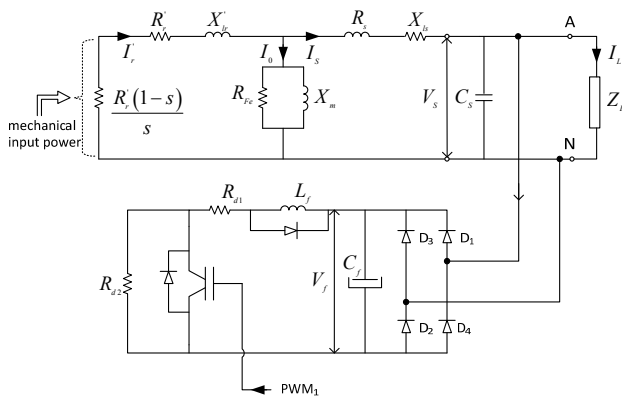 R'r X'lr Rs Xls A
I'r I0 IS IL
R'r(1−s)/s
RFe Xm VS CS ZL
mechanical
input power
N
Rd1 Lf
D3 D1
Rd2 Vf Cf
D2 D4
PWM1